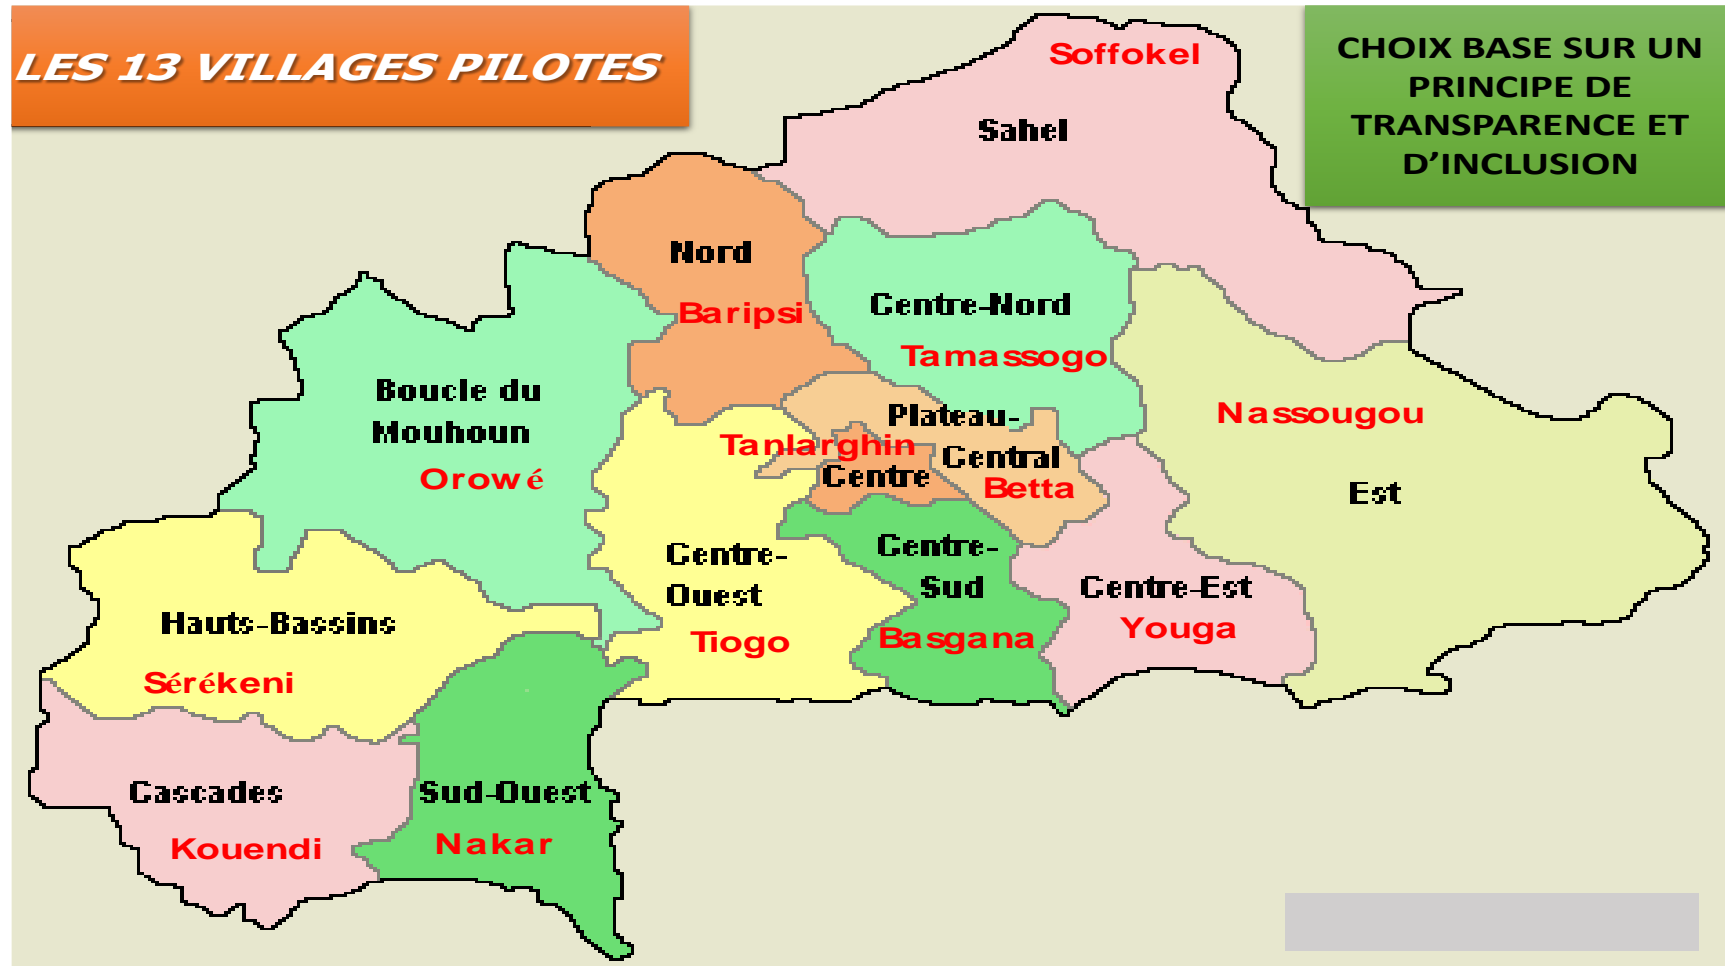 LES 13 VILLAGES PILOTES
CHOIX BASE SUR UN
PRINCIPE DE
TRANSPARENCE ET
D’INCLUSION
Soffokel
Sahel
Nord
Baripsi
Centre-Nord
Tamassogo
Boucle du
Mouhoun
Orowé
Plateau-
Central
Betta
Tanlarghin
Centre
Nassougou
Est
Centre-
Ouest
Tiogo
Centre-
Sud
Basgana
Centre-Est
Youga
Hauts-Bassins
Sérékeni
Cascades
Kouendi
Sud-Ouest
Nakar